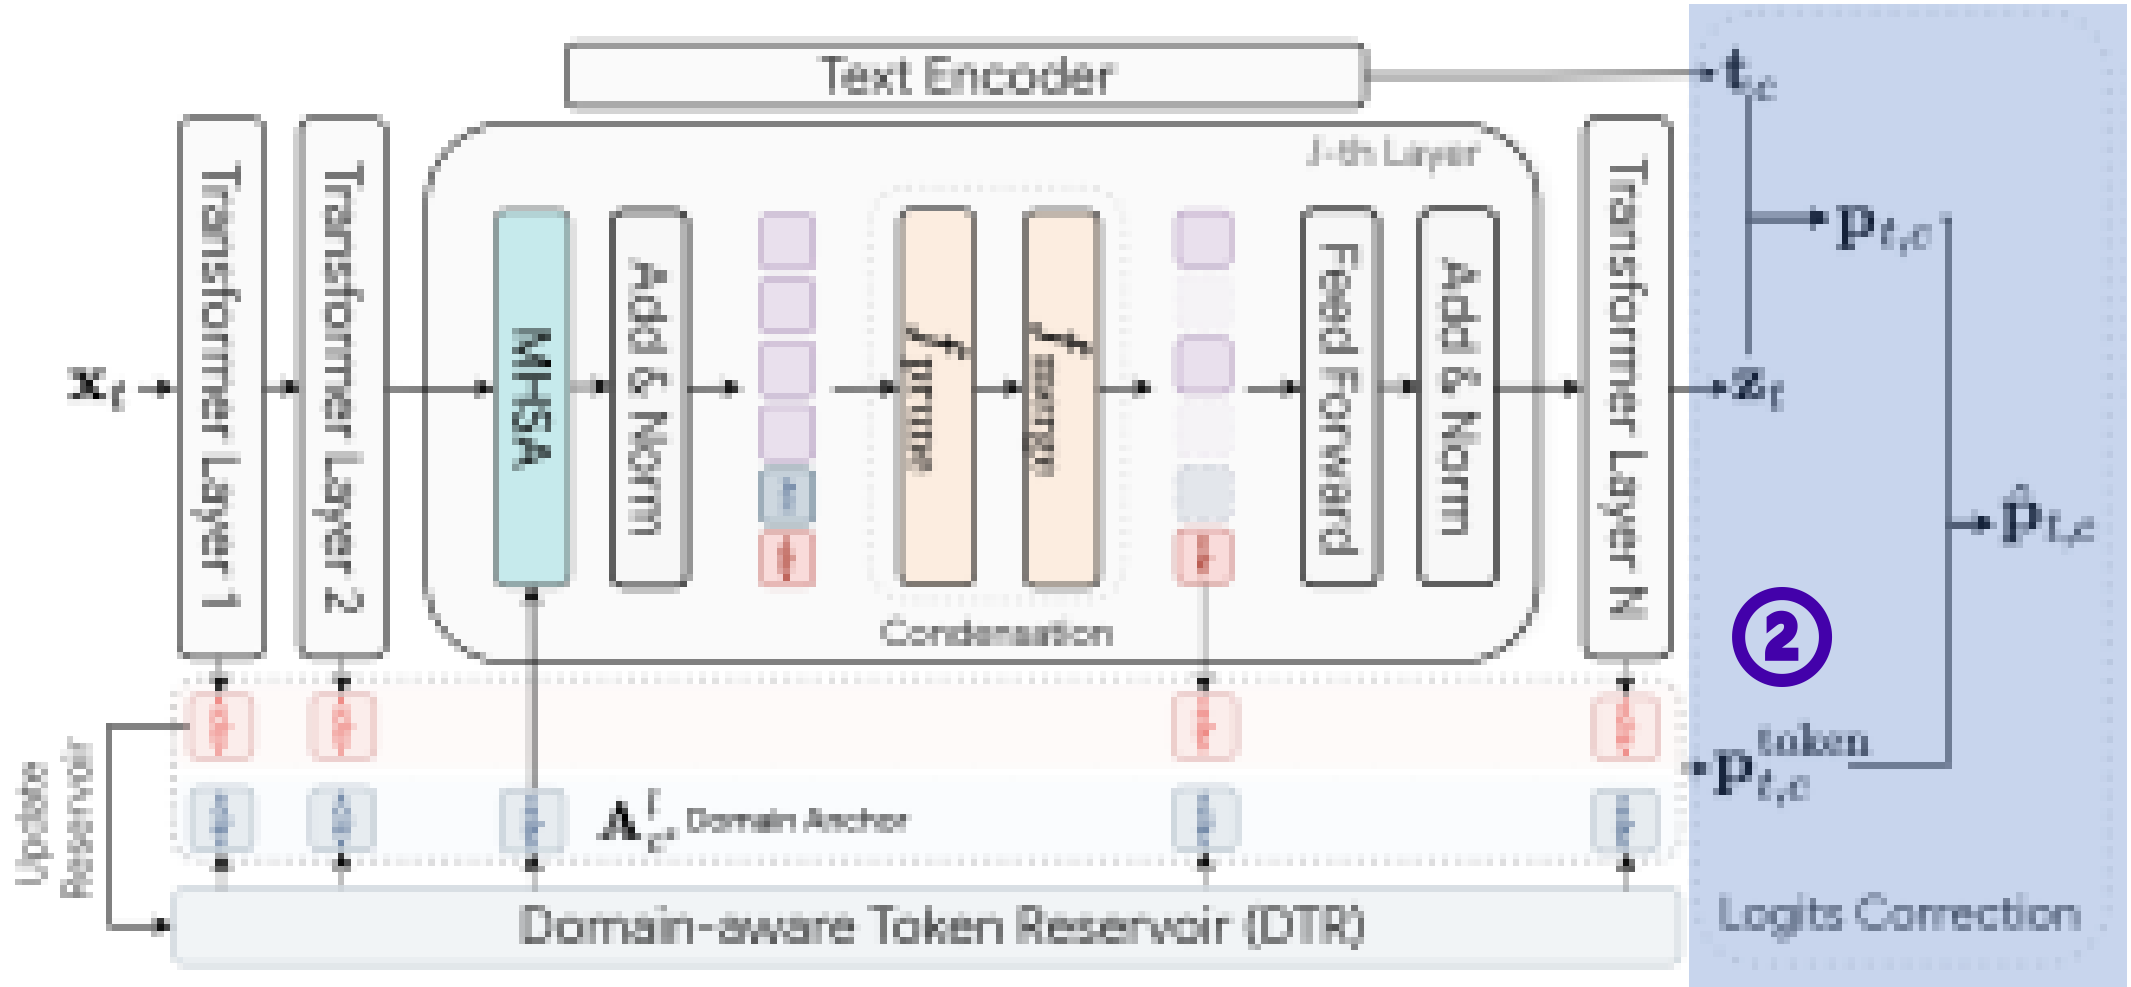 Text Encoder
t_c
l-th Layer
Transformer Layer 1
Transformer Layer 2
MHSA
Add & Norm
f_prune
f_merge
Feed Forward
Add & Norm
Transformer Layer N
x_t
z_t
p_{t,c}
p̂_{t,c}
Condensation
2
p_{t,c}^{token}
Update
Reservoir
A^l_{c*} Domain Anchor
Domain-aware Token Reservoir (DTR)
Logits Correction